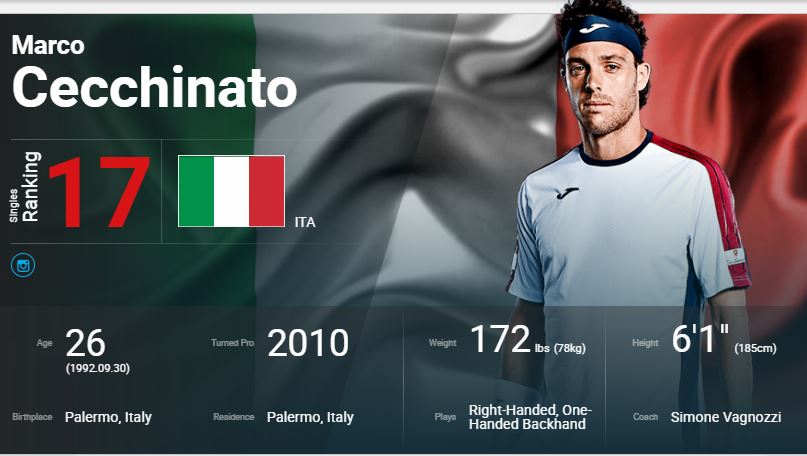 Marco
Cecchinato
Singles
Ranking
17
ITA
Age
26
(1992.09.30)
Turned Pro
2010
Weight
172 lbs (78kg)
Height
6'1" (185cm)
Birthplace
Palermo, Italy
Residence
Palermo, Italy
Plays
Right-Handed, One-
Handed Backhand
Coach
Simone Vagnozzi